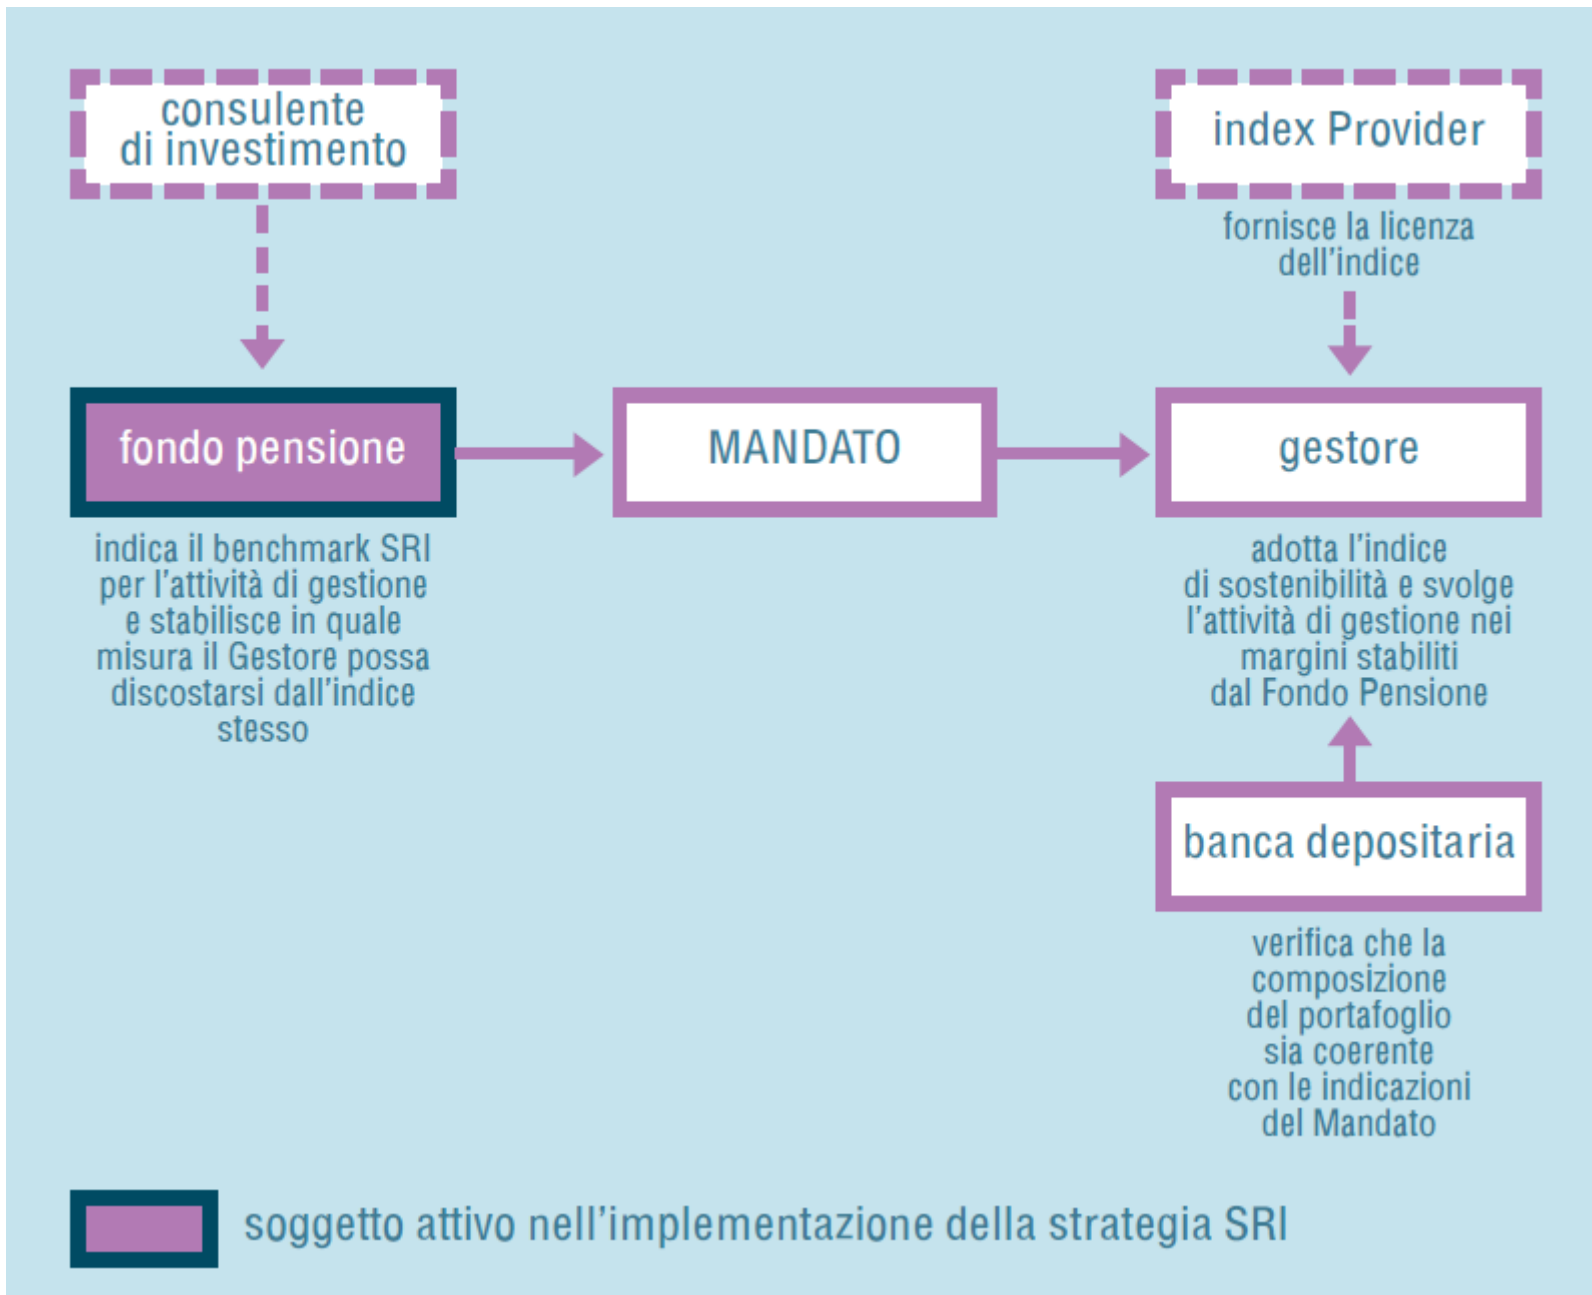 consulente
di investimento
index Provider
fornisce la licenza
dell'indice
fondo pensione
MANDATO
gestore
indica il benchmark SRI
per l'attività di gestione
e stabilisce in quale
misura il Gestore possa
discostarsi dall'indice
stesso
adotta l'indice
di sostenibilità e svolge
l'attività di gestione nei
margini stabiliti
dal Fondo Pensione
banca depositaria
verifica che la
composizione
del portafoglio
sia coerente
con le indicazioni
del Mandato
soggetto attivo nell'implementazione della strategia SRI